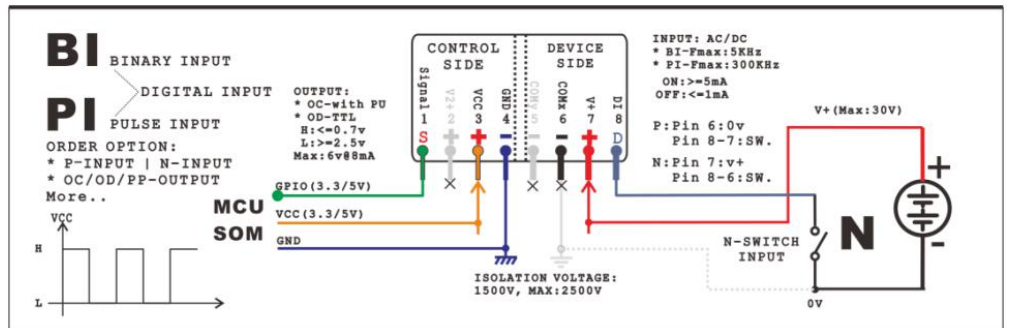 BI BINARY INPUT
DIGITAL INPUT
PI PULSE INPUT
ORDER OPTION:
* P-INPUT | N-INPUT
* OC/OD/PP-OUTPUT
More..
VCC
H
L
OUTPUT:
* OC-with PU
* OD-TTL
H:<=0.7v
L:>=2.5v
Max:6v@8mA
GPIO(3.3/5V)
MCU
VCC(3.3/5V)
SOM
GND
CONTROL SIDE
DEVICE SIDE
Signal 1
V2+ 2
VCC 3
GND 4
COMx 5
COMx 6
V+ 7
DI 8
S
+
+
-
-
-
+
D
ISOLATION VOLTAGE:
1500V, MAX:2500V
INPUT: AC/DC
* BI-Fmax:5KHz
* PI-Fmax:300KHz
ON:>=5mA
OFF:<=1mA
P:Pin 6:0v
Pin 8-7:SW.
N:Pin 7:v+
Pin 8-6:SW.
V+(Max:30V)
+
-
N-SWITCH
INPUT
N
0V